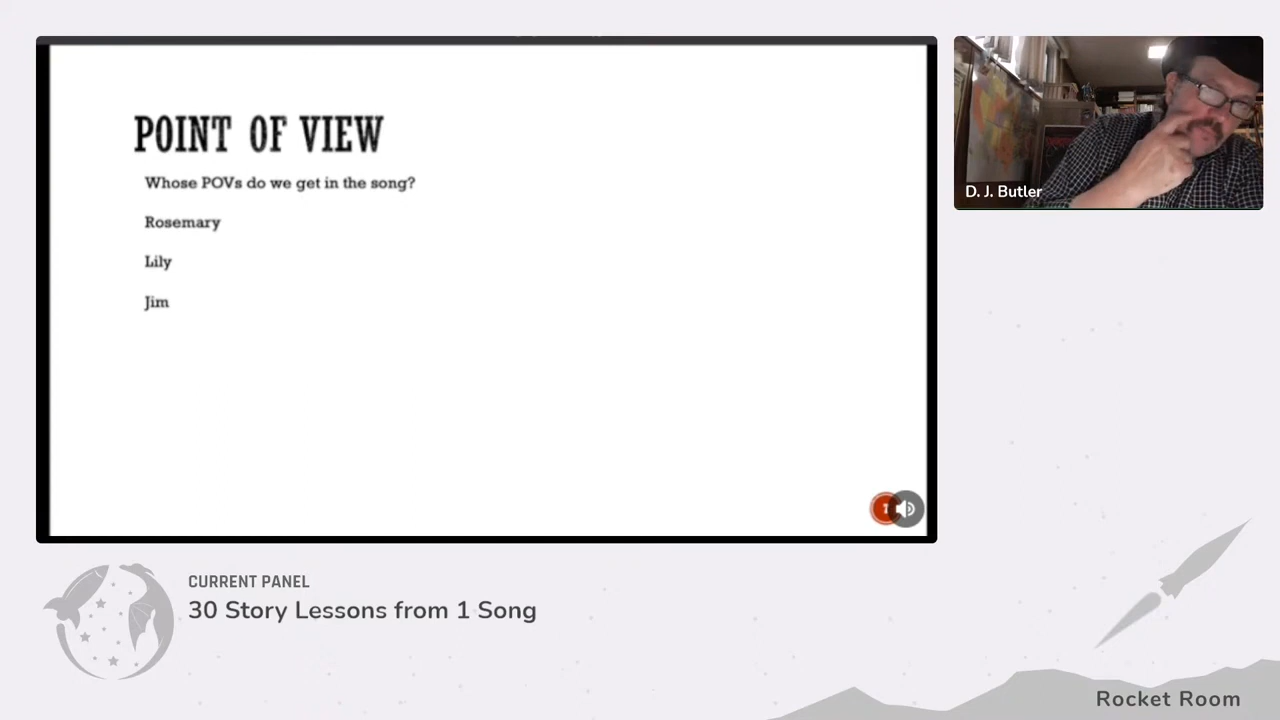 POINT OF VIEW
Whose POVs do we get in the song?
Rosemary
Lily
Jim
D. J. Butler
CURRENT PANEL
30 Story Lessons from 1 Song
Rocket Room